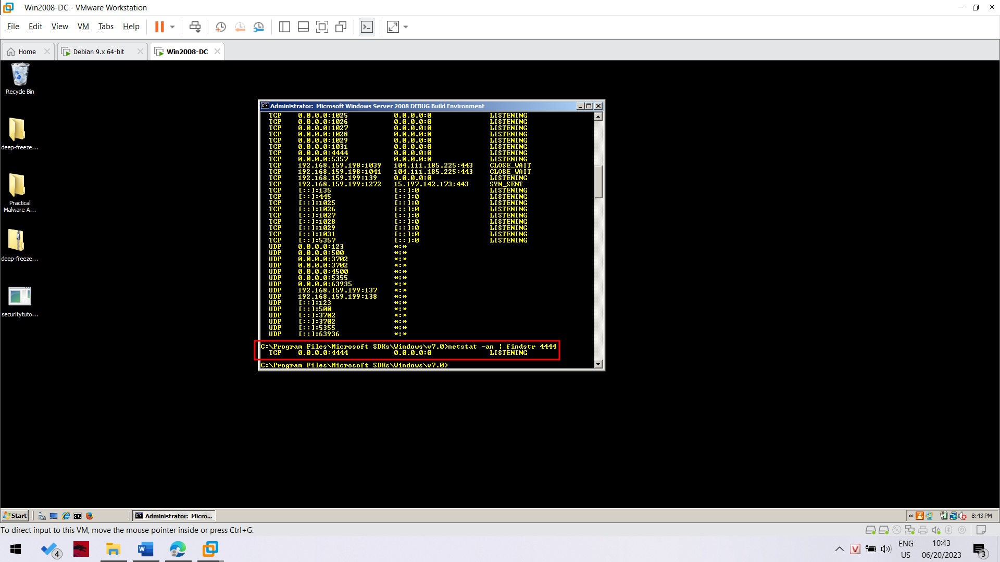 Win2008-DC - VMware Workstation
File Edit View VM Tabs Help
Home Debian 9.x 64-bit Win2008-DC
Recycle Bin
deep-freeze...
Practical
Malware A...
deep-freeze...
securitytuto...
Administrator: Microsoft Windows Server 2008 DEBUG Build Environment
TCP 0.0.0.0:1025 0.0.0.0:0 LISTENING
TCP 0.0.0.0:1026 0.0.0.0:0 LISTENING
TCP 0.0.0.0:1027 0.0.0.0:0 LISTENING
TCP 0.0.0.0:1028 0.0.0.0:0 LISTENING
TCP 0.0.0.0:1029 0.0.0.0:0 LISTENING
TCP 0.0.0.0:1031 0.0.0.0:0 LISTENING
TCP 0.0.0.0:4444 0.0.0.0:0 LISTENING
TCP 0.0.0.0:5357 0.0.0.0:0 LISTENING
TCP 192.168.159.198:1039 104.111.185.225:443 CLOSE_WAIT
TCP 192.168.159.198:1041 104.111.185.225:443 CLOSE_WAIT
TCP 192.168.159.199:139 0.0.0.0:0 LISTENING
TCP 192.168.159.199:1272 15.197.142.173:443 SYN_SENT
TCP [::]:135 [::]:0 LISTENING
TCP [::]:445 [::]:0 LISTENING
TCP [::]:1025 [::]:0 LISTENING
TCP [::]:1026 [::]:0 LISTENING
TCP [::]:1027 [::]:0 LISTENING
TCP [::]:1028 [::]:0 LISTENING
TCP [::]:1029 [::]:0 LISTENING
TCP [::]:1031 [::]:0 LISTENING
TCP [::]:5357 [::]:0 LISTENING
UDP 0.0.0.0:123 *:*
UDP 0.0.0.0:500 *:*
UDP 0.0.0.0:3702 *:*
UDP 0.0.0.0:3702 *:*
UDP 0.0.0.0:4500 *:*
UDP 0.0.0.0:5355 *:*
UDP 0.0.0.0:63935 *:*
UDP 192.168.159.199:137 *:*
UDP 192.168.159.199:138 *:*
UDP [::]:123 *:*
UDP [::]:500 *:*
UDP [::]:3702 *:*
UDP [::]:3702 *:*
UDP [::]:5355 *:*
UDP [::]:63936 *:*
C:\Program Files\Microsoft SDKs\Windows\v7.0>netstat -an | findstr 4444
TCP 0.0.0.0:4444 0.0.0.0:0 LISTENING
C:\Program Files\Microsoft SDKs\Windows\v7.0>
Start Administrator: Micro... « 8:43 PM
To direct input to this VM, move the mouse pointer inside or press Ctrl+G.
4 ENG 10:43
US 06/20/2023 3